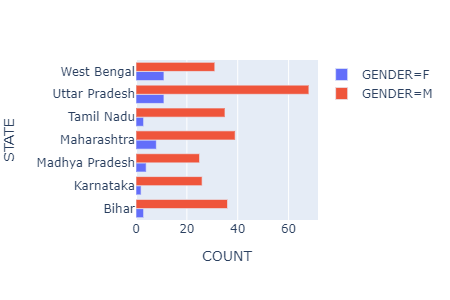 West Bengal
Uttar Pradesh
Tamil Nadu
Maharashtra
Madhya Pradesh
Karnataka
Bihar
STATE
0 20 40 60
COUNT
GENDER=F
GENDER=M